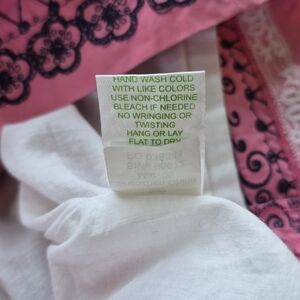 HAND WASH COLD
WITH LIKE COLORS
USE NON-CHLORINE
BLEACH IF NEEDED
NO WRINGING OR
TWISTING
HANG OR LAY
FLAT TO DRY